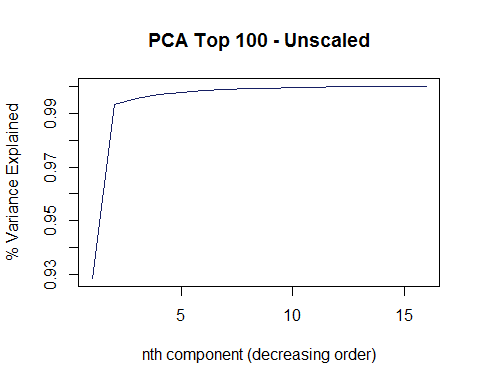 PCA Top 100 - Unscaled
% Variance Explained
0.99
0.97
0.95
0.93
5 10 15
nth component (decreasing order)